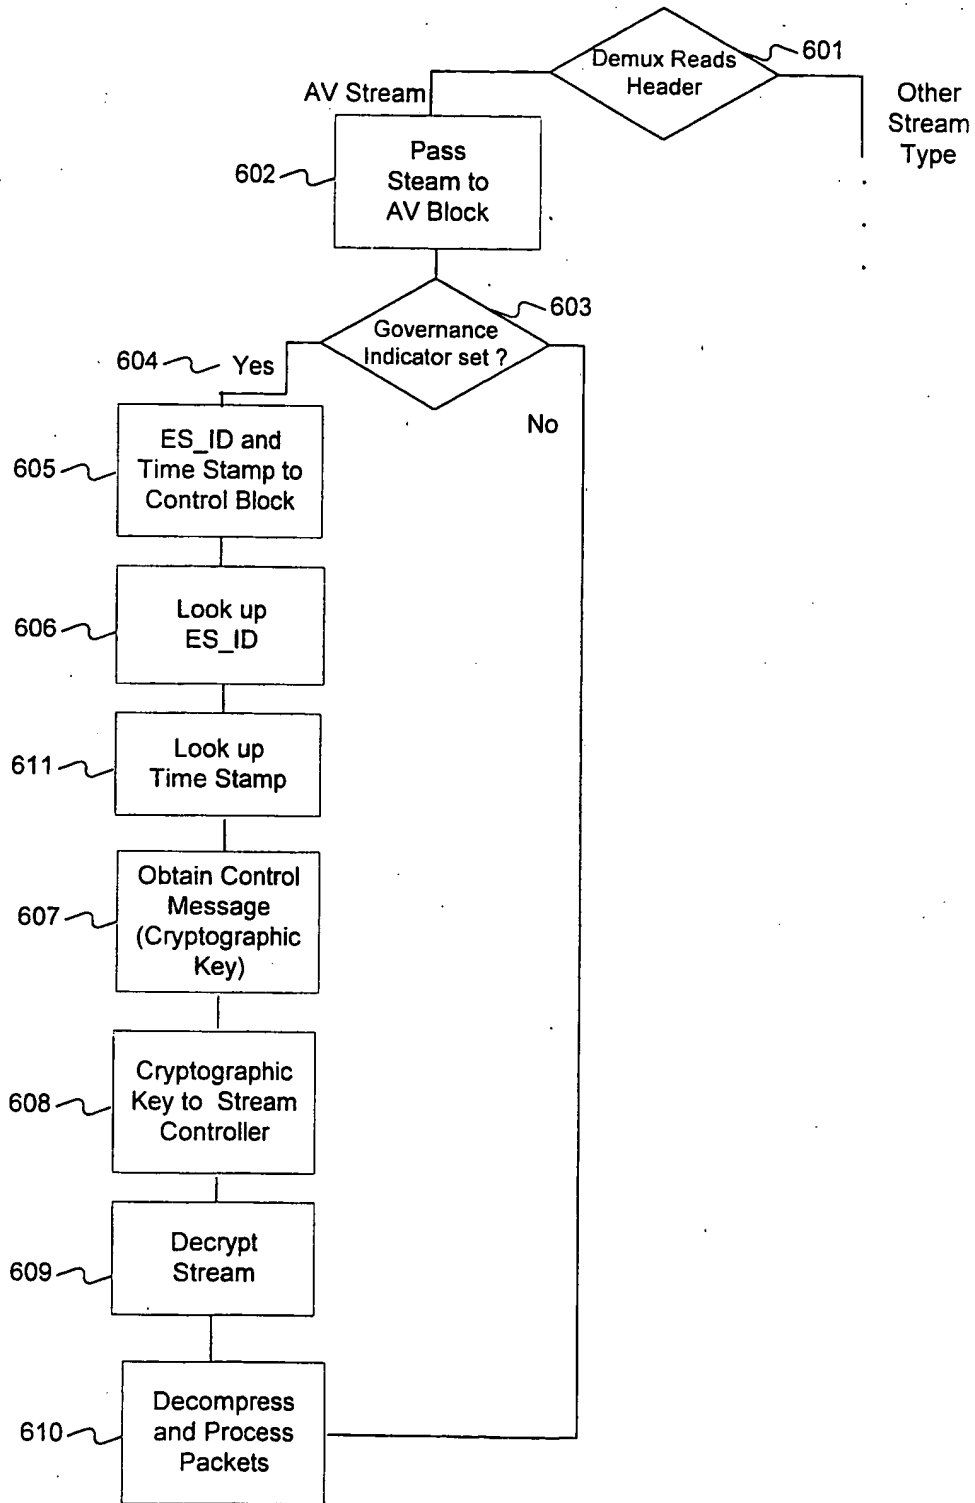 Demux Reads
Header
601
AV Stream
Other
Stream
Type
Pass
Steam to
AV Block
602
603
Governance
Indicator set ?
604
Yes
No
ES_ID and
Time Stamp to
Control Block
605
Look up
ES_ID
606
Look up
Time Stamp
611
Obtain Control
Message
(Cryptographic
Key)
607
Cryptographic
Key to Stream
Controller
608
Decrypt
Stream
609
Decompress
and Process
Packets
610